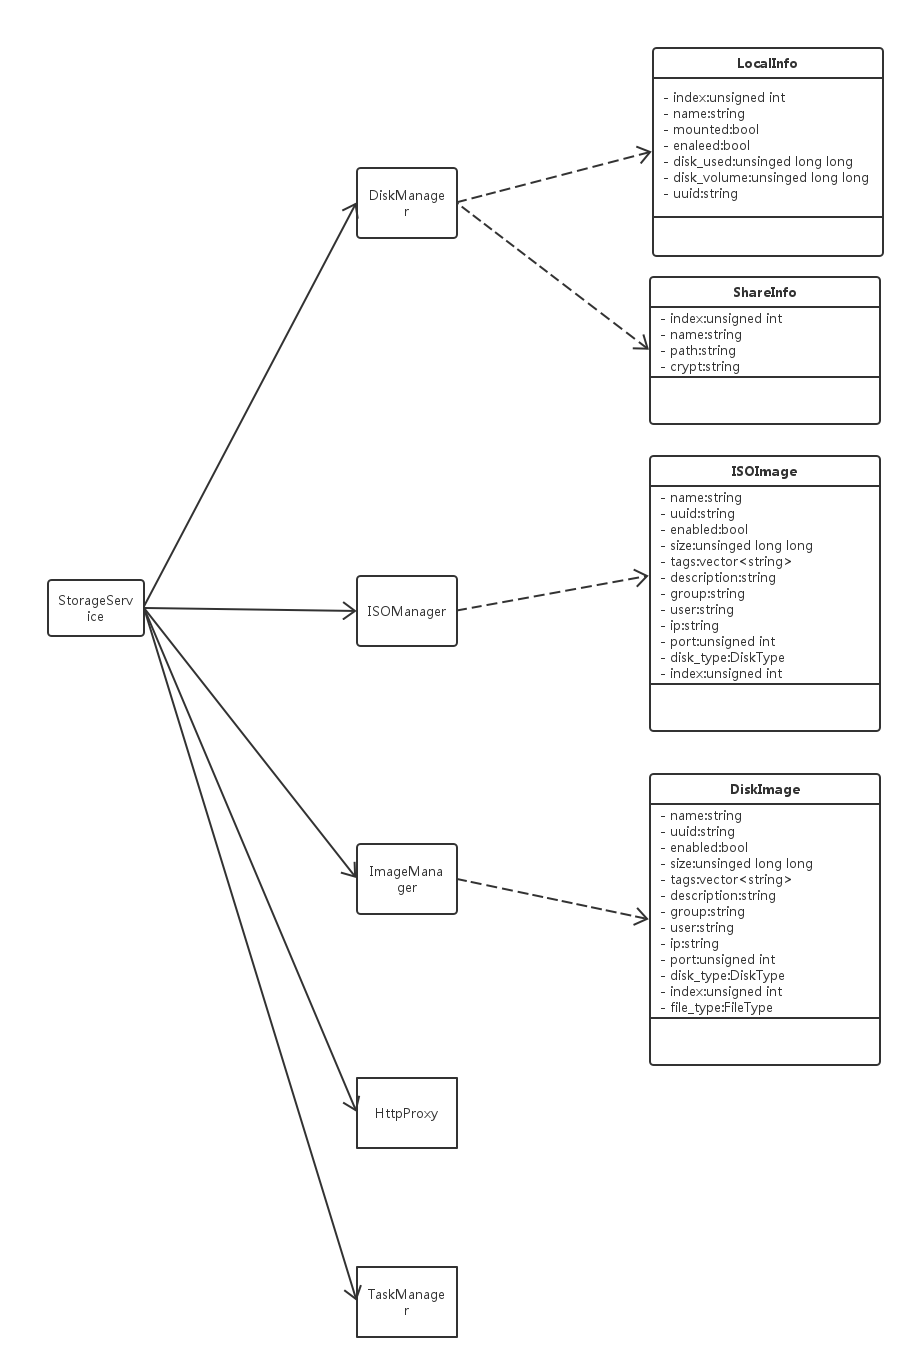 LocalInfo
- index:unsigned int
- name:string
- mounted:bool
- enaleed:bool
- disk_used:unsinged long long
- disk_volume:unsinged long long
- uuid:string
DiskManage
r
ShareInfo
- index:unsigned int
- name:string
- path:string
- crypt:string
ISOImage
- name:string
- uuid:string
- enabled:bool
- size:unsinged long long
- tags:vector<string>
- description:string
- group:string
- user:string
- ip:string
- port:unsigned int
- disk_type:DiskType
- index:unsigned int
StorageServ
ice
ISOManager
DiskImage
- name:string
- uuid:string
- enabled:bool
- size:unsinged long long
- tags:vector<string>
- description:string
- group:string
- user:string
- ip:string
- port:unsigned int
- disk_type:DiskType
- index:unsigned int
- file_type:FileType
ImageMana
ger
HttpProxy
TaskManage
r